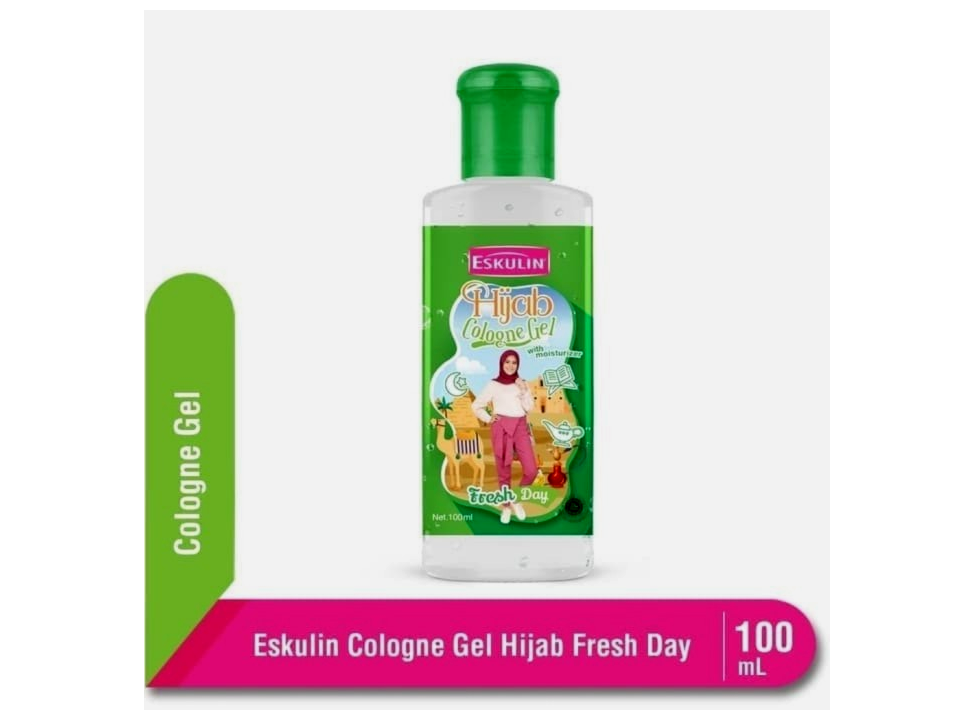 ESKULIN
Hijab
Cologne Gel
with
moisturizer
Fresh Day
Net.100ml
Cologne Gel
Eskulin Cologne Gel Hijab Fresh Day
100
mL